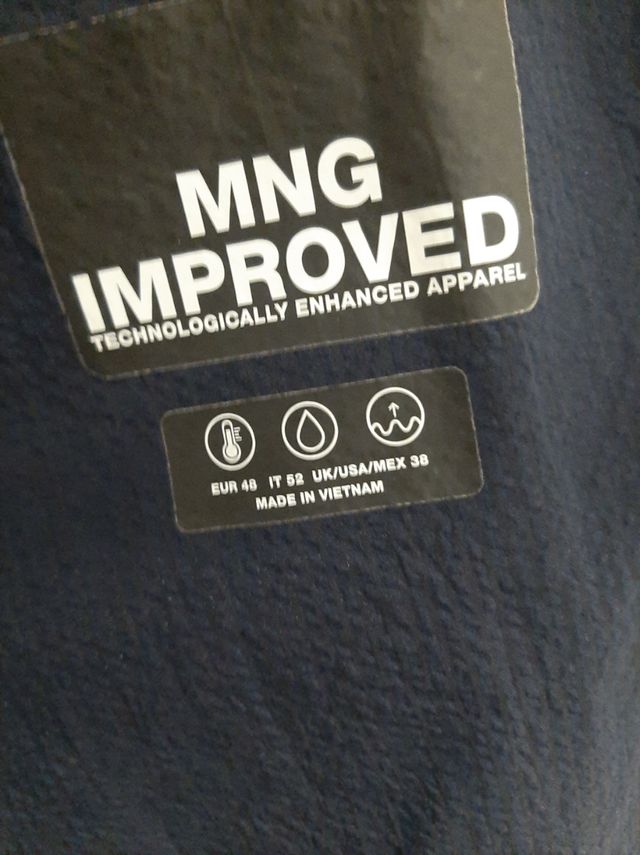 MNG
IMPROVED
TECHNOLOGICALLY ENHANCED APPAREL
EUR 48 IT 52 UK/USA/MEX 38
MADE IN VIETNAM